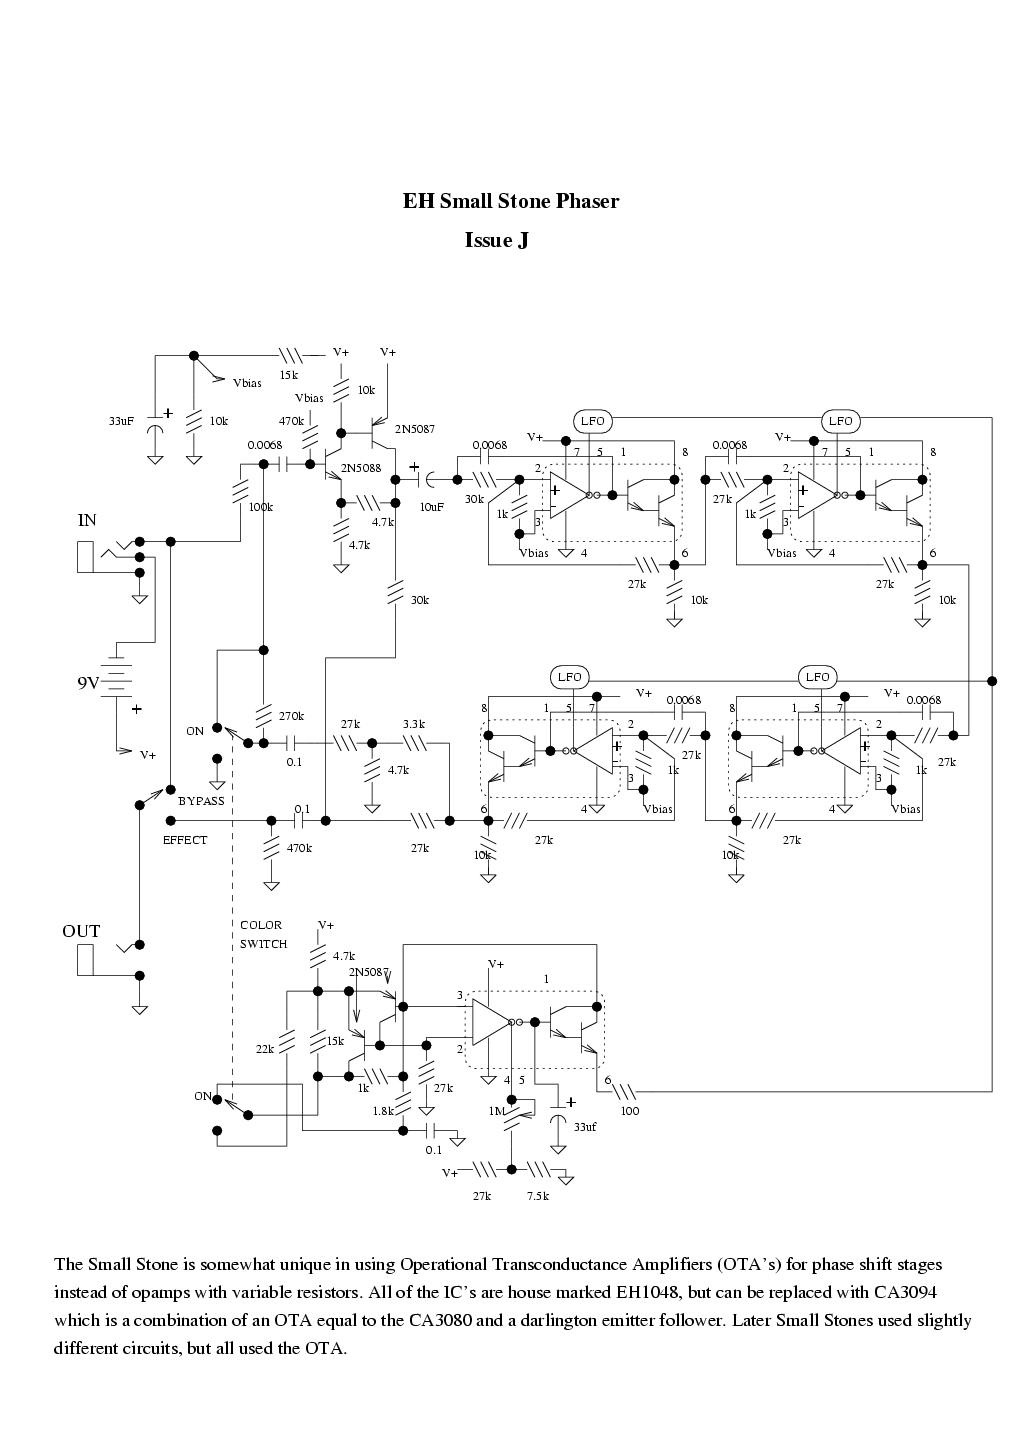 EH Small Stone Phaser
Issue J
V+ V+
15k
Vbias
10k
33uF + 10k
Vbias
470k
2N5087
0.0068
2N5088
100k
4.7k
4.7k
+
10uF
30k
IN
9V
+
V+
LFO LFO
V+ 7 5 1 8
0.0068
30k
2
+
-
1k
3
Vbias
4
6
27k
10k
V+ 7 5 1 8
0.0068
27k
2
+
-
1k
3
Vbias
4
6
27k
10k
LFO LFO
8 1 5 7 V+
0.0068
2
+
-
27k
1k
3
Vbias
4
6
27k
10k
8 1 5 7 V+
0.0068
2
+
-
27k
1k
3
Vbias
4
6
27k
10k
ON
270k
0.1
27k
3.3k
4.7k
BYPASS
EFFECT
0.1
470k
27k
OUT
COLOR
SWITCH
V+
4.7k
2N5087
V+
1
3
2
22k
15k
1k
27k
4 5
6
ON
1.8k
1M
+
33uf
100
0.1
V+
27k
7.5k
The Small Stone is somewhat unique in using Operational Transconductance Amplifiers (OTA's) for phase shift stages
instead of opamps with variable resistors. All of the IC's are house marked EH1048, but can be replaced with CA3094
which is a combination of an OTA equal to the CA3080 and a darlington emitter follower. Later Small Stones used slightly
different circuits, but all used the OTA.